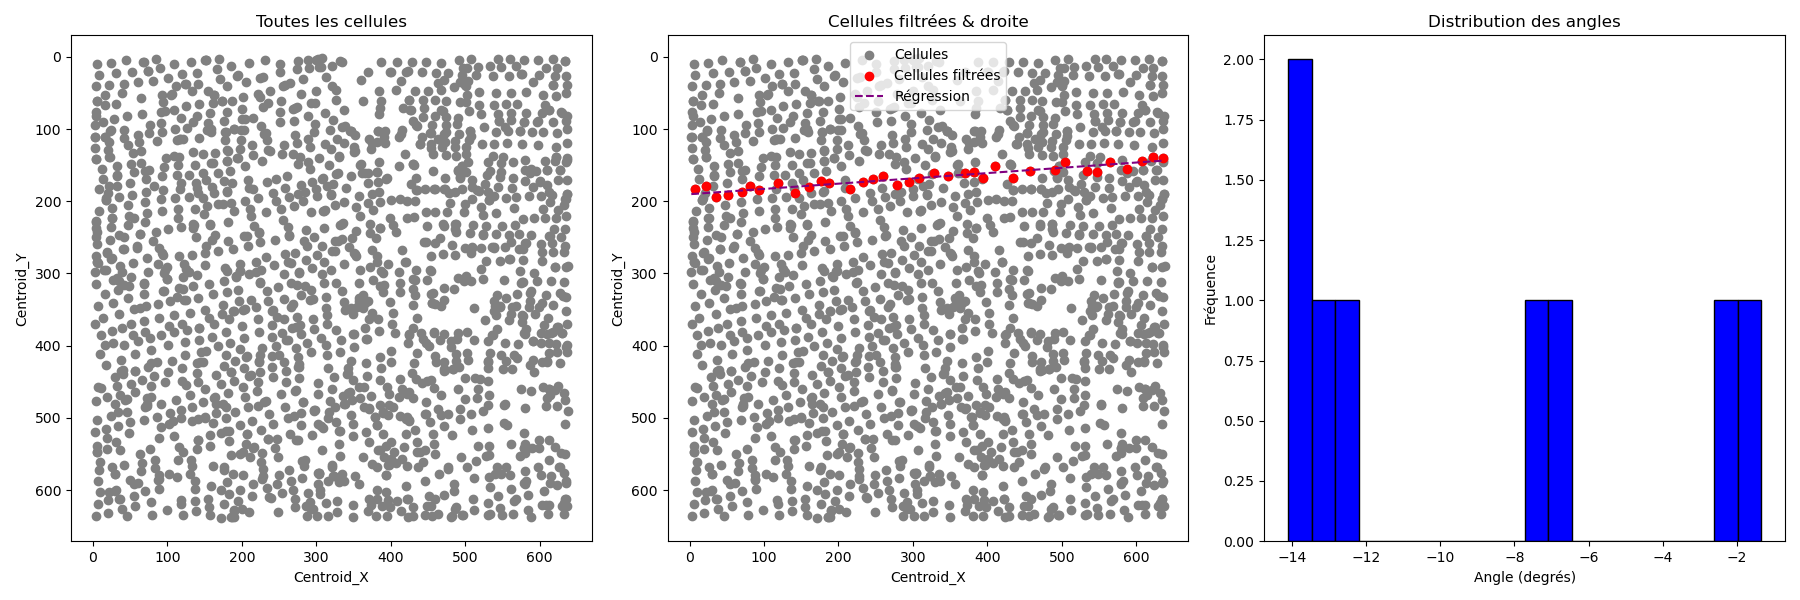 Toutes les cellules
0
100
200
300
400
500
600
Centroid_Y
0 100 200 300 400 500 600
Centroid_X
Cellules filtrées & droite
Cellules
Cellules filtrées
Régression
0
100
200
300
400
500
600
Centroid_Y
0 100 200 300 400 500 600
Centroid_X
Distribution des angles
2.00
1.75
1.50
1.25
1.00
0.75
0.50
0.25
0.00
Fréquence
−14 −12 −10 −8 −6 −4 −2
Angle (degrés)